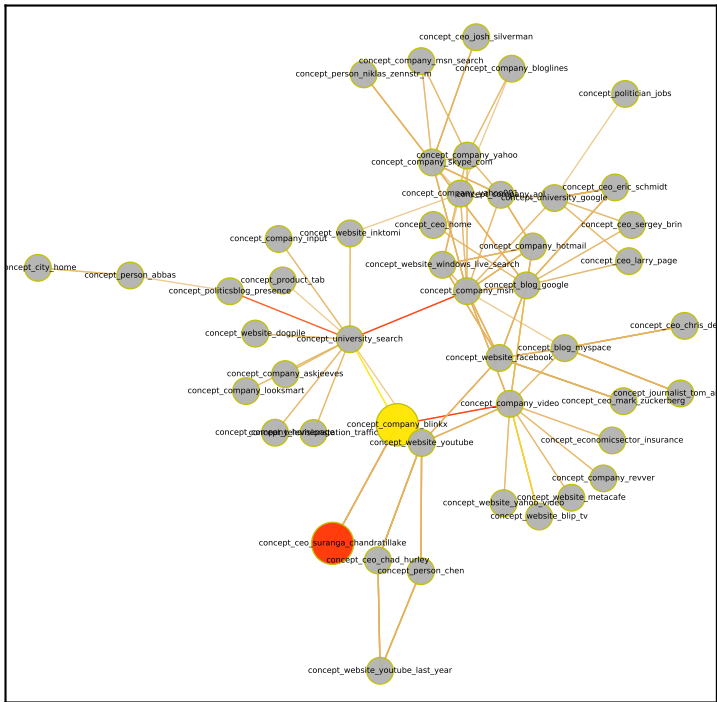 concept_ceo_josh_silverman
concept_company_msn_search
concept_company_bloglines
concept_person_niklas_zennstr_m
concept_politician_jobs
concept_company_yahoo
concept_company_skype_com
concept_ceo_eric_schmidt
concept_university_google
concept_ceo_nome
concept_ceo_sergey_brin
concept_website_inktomi
concept_company_input
concept_company_hotmail
concept_ceo_larry_page
concept_website_windows_live_search
concept_person_abbas
concept_product_tab
concept_politicsblog_presence
concept_blog_google
concept_company_msn
concept_website_dogpile
concept_university_search
concept_blog_myspace
concept_website_facebook
concept_company_askjeeves
concept_company_looksmart
concept_ceo_mark_zuckerberg
concept_company_video
concept_company_blinkx
concept_website_youtube
concept_economicsector_insurance
concept_company_revver
concept_website_metacafe
concept_website_yahoo_video
concept_website_blip_tv
concept_ceo_suranga_chandratillake
concept_ceo_chad_hurley
concept_person_chen
concept_website_youtube_last_year